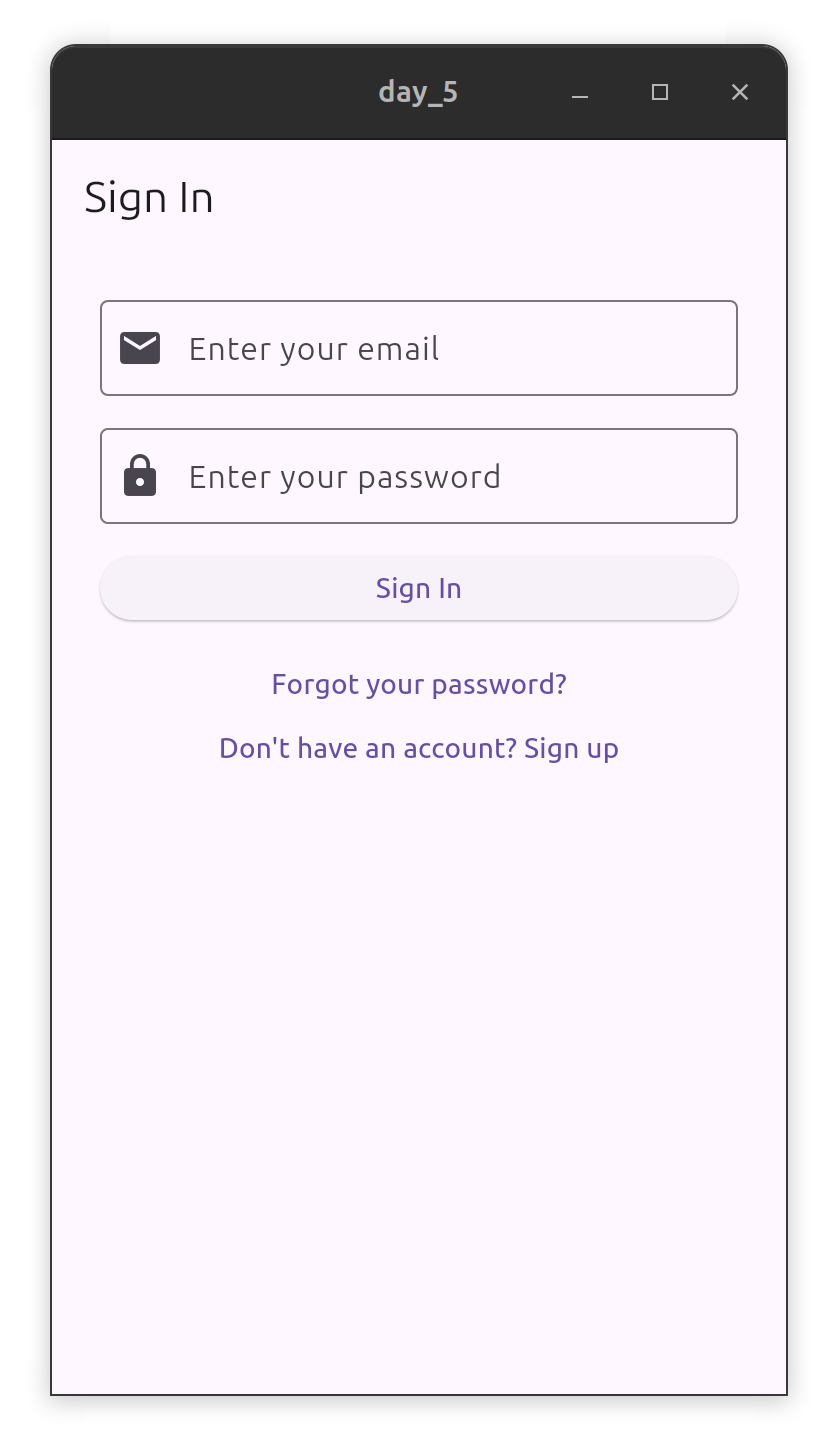 day_5
Sign In
Enter your email
Enter your password
Sign In
Forgot your password?
Don't have an account? Sign up